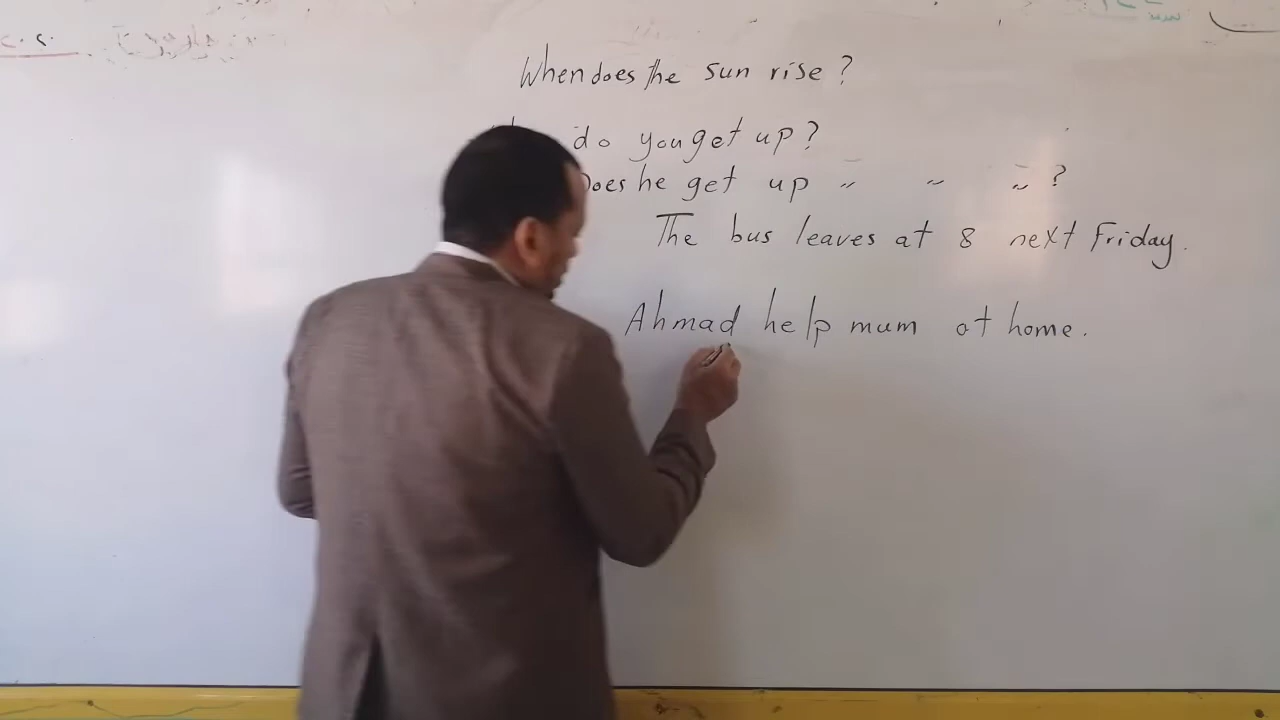 When does the sun rise ?
do you get up ?
Does he get up " " " ?
The bus leaves at 8 next Friday.
Ahmad help mum at home.